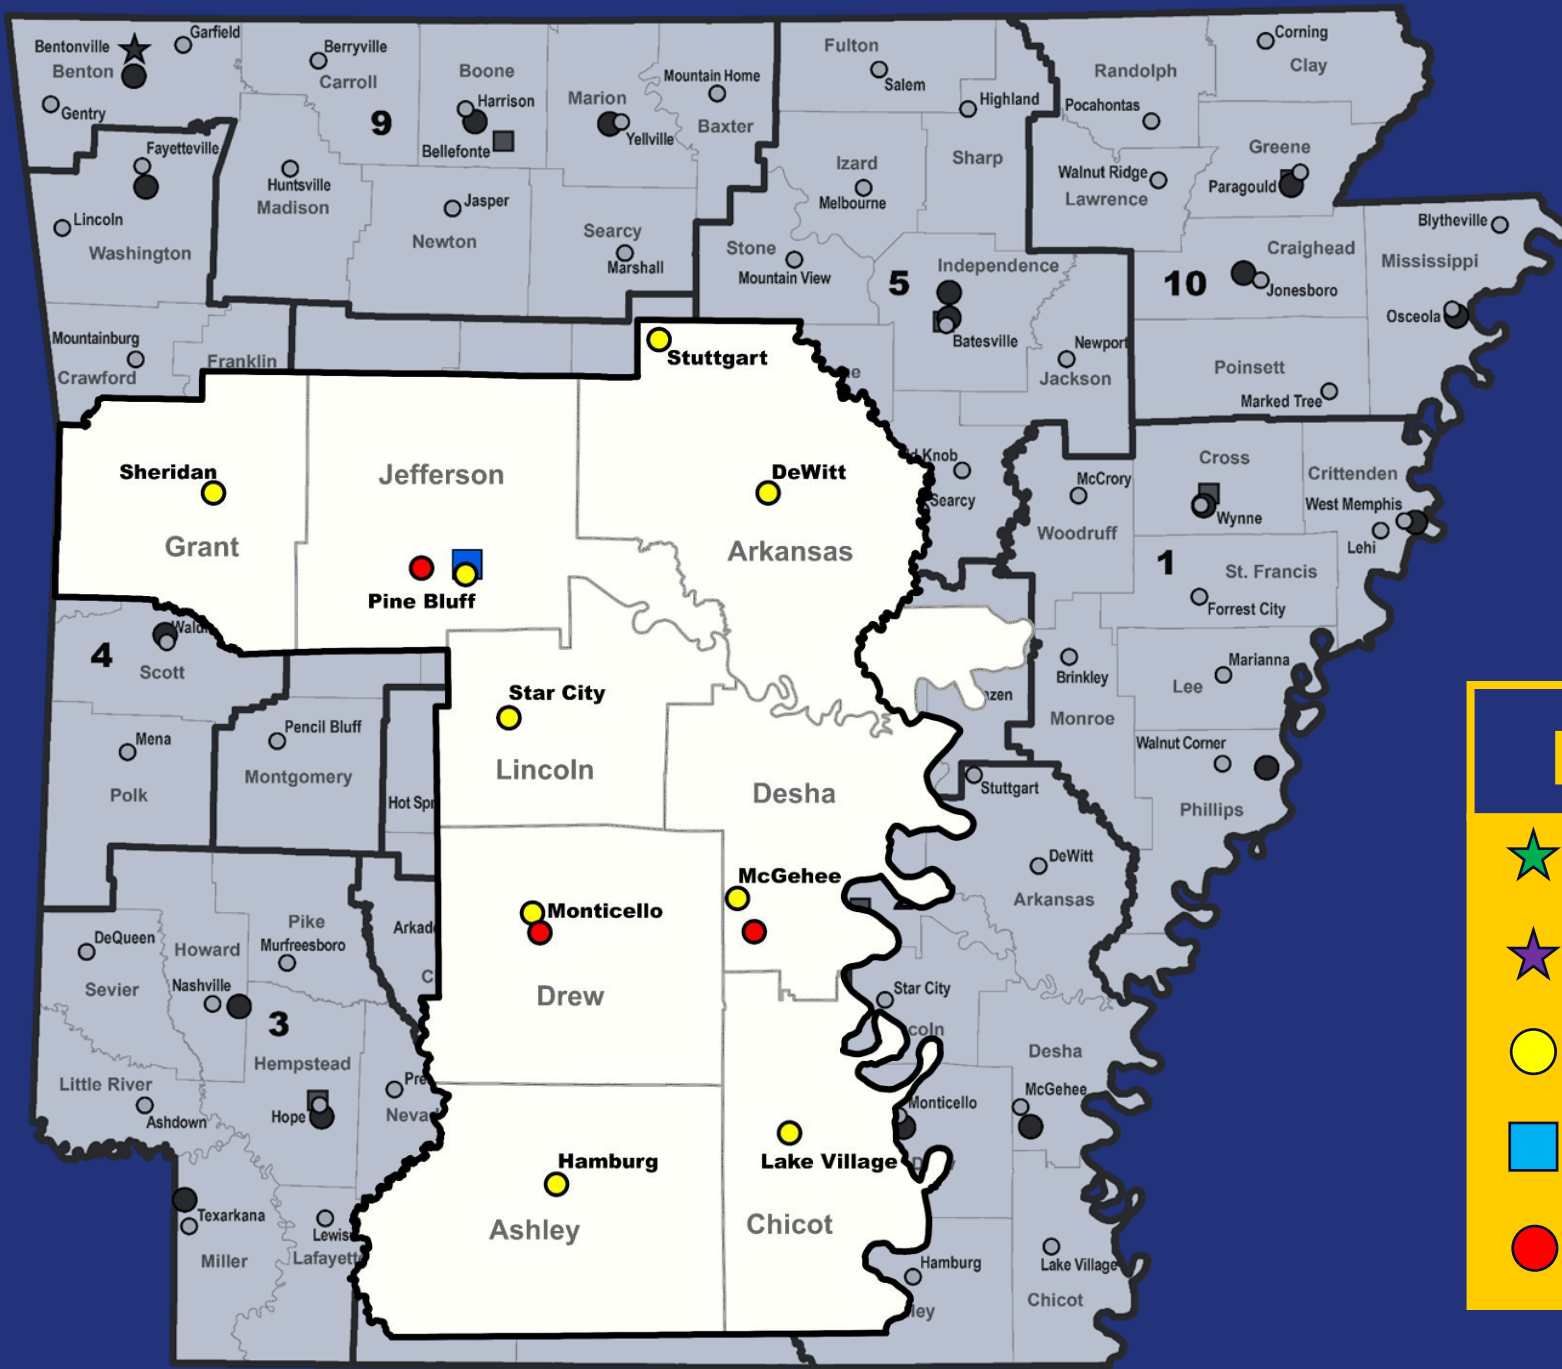 Garfield
Bentonville
Benton
Gentry
Berryville
Carroll
9
Boone
Harrison
Bellefonte
Marion
Yellville
Mountain Home
Baxter
Fulton
Salem
Highland
Randolph
Pocahontas
Corning
Clay
Fayetteville
Lincoln
Washington
Huntsville
Madison
Jasper
Newton
Searcy
Marshall
Izard
Melbourne
Sharp
Walnut Ridge
Lawrence
Greene
Paragould
Stone
Mountain View
5
Independence
Batesville
Newport
Jackson
10
Craighead
Jonesboro
Blytheville
Mississippi
Osceola
Poinsett
Marked Tree
Mountainburg
Crawford
Franklin
Stuttgart
Sheridan
Grant
Jefferson
Pine Bluff
DeWitt
Arkansas
Knob
Searcy
McCrory
Woodruff
Cross
Wynne
Crittenden
West Memphis
Lehi
1
St. Francis
Forrest City
4
Scott
Mena
Polk
Pencil Bluff
Montgomery
Hot Spr
Star City
Lincoln
Desha
Brinkley
Monroe
Marianna
Lee
Walnut Corner
Phillips
Stuttgart
DeWitt
Arkansas
McGehee
Monticello
Drew
DeQueen
Sevier
Howard
Nashville
Pike
Murfreesboro
3
Hempstead
Hope
Little River
Ashdown
Star City
coln
Desha
McGehee
Monticello
Lake Village
Chicot
Hamburg
Ashley
Texarkana
Miller
Lewis
Lafayette
Hamburg
ley
Lake Village
Chicot